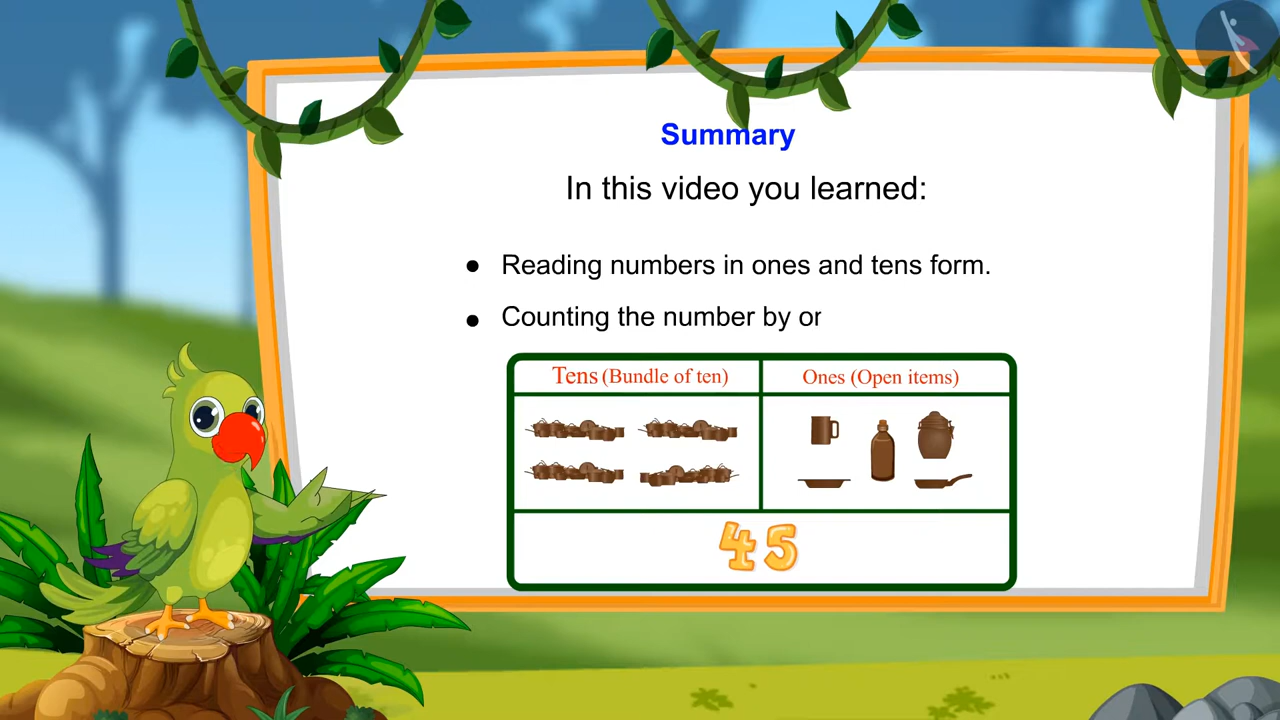 Summary
In this video you learned:
● Reading numbers in ones and tens form.
● Counting the number by or
Tens (Bundle of ten) Ones (Open items)
45